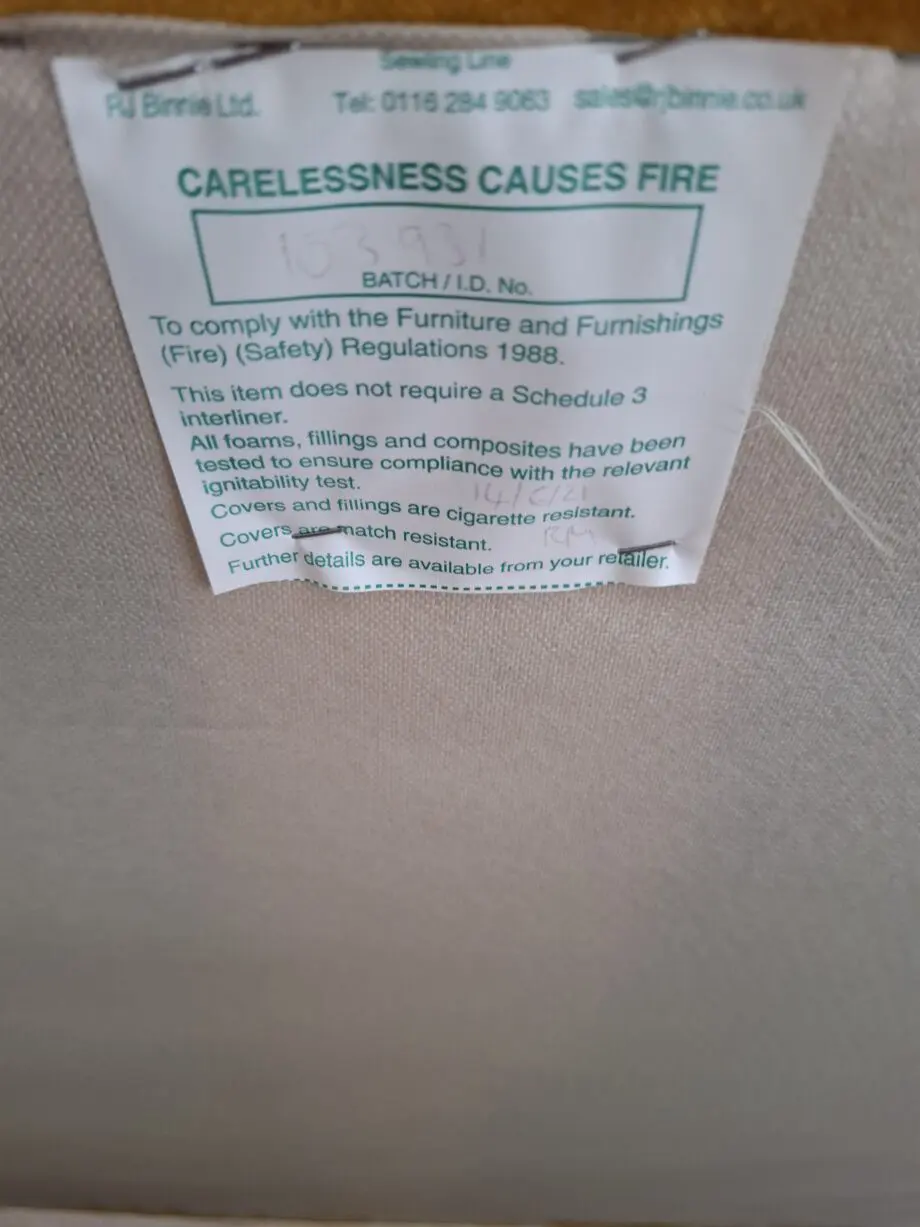 Sewing Line
RJ Binnie Ltd. Tel: 0116 284 9063 sales@rjbinnie.co.uk
CARELESSNESS CAUSES FIRE
153931
BATCH / I.D. No.
To comply with the Furniture and Furnishings
(Fire) (Safety) Regulations 1988.
This item does not require a Schedule 3
interliner.
All foams, fillings and composites have been
tested to ensure compliance with the relevant
ignitability test.
14/6/21
Covers and fillings are cigarette resistant.
Covers are match resistant.
Further details are available from your retailer.